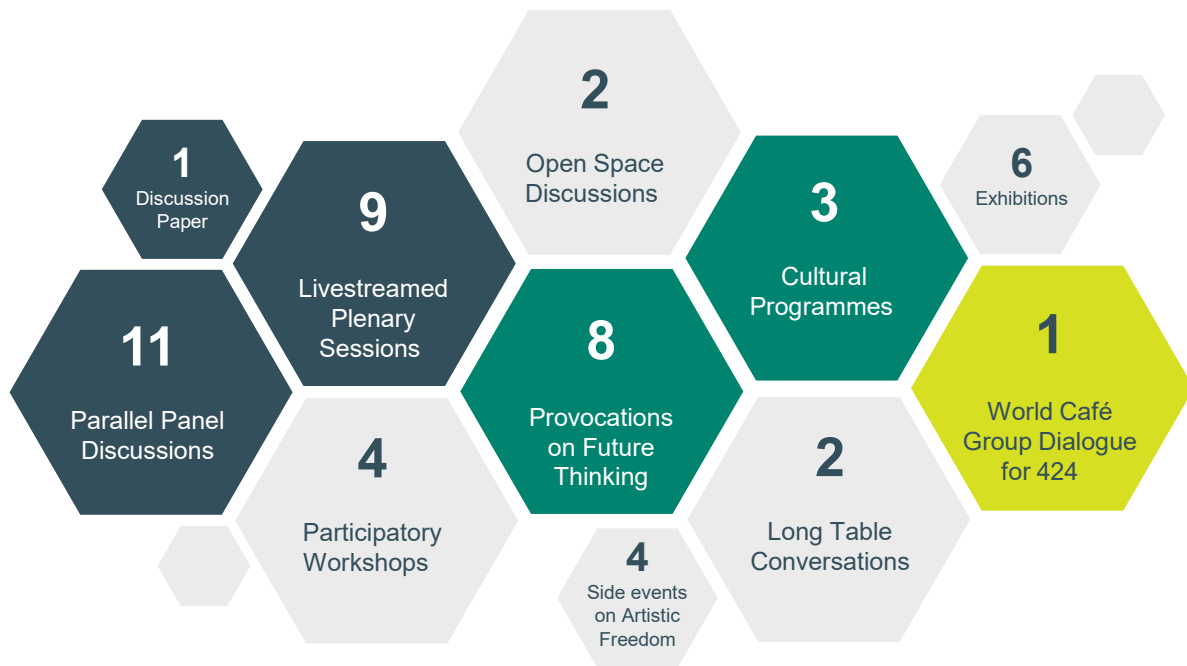 2
Open Space
Discussions
1
Discussion
Paper
9
Livestreamed
Plenary
Sessions
3
Cultural
Programmes
6
Exhibitions
11
Parallel Panel
Discussions
8
Provocations
on Future
Thinking
1
World Café
Group Dialogue
for 424
4
Participatory
Workshops
2
Long Table
Conversations
4
Side events
on Artistic
Freedom